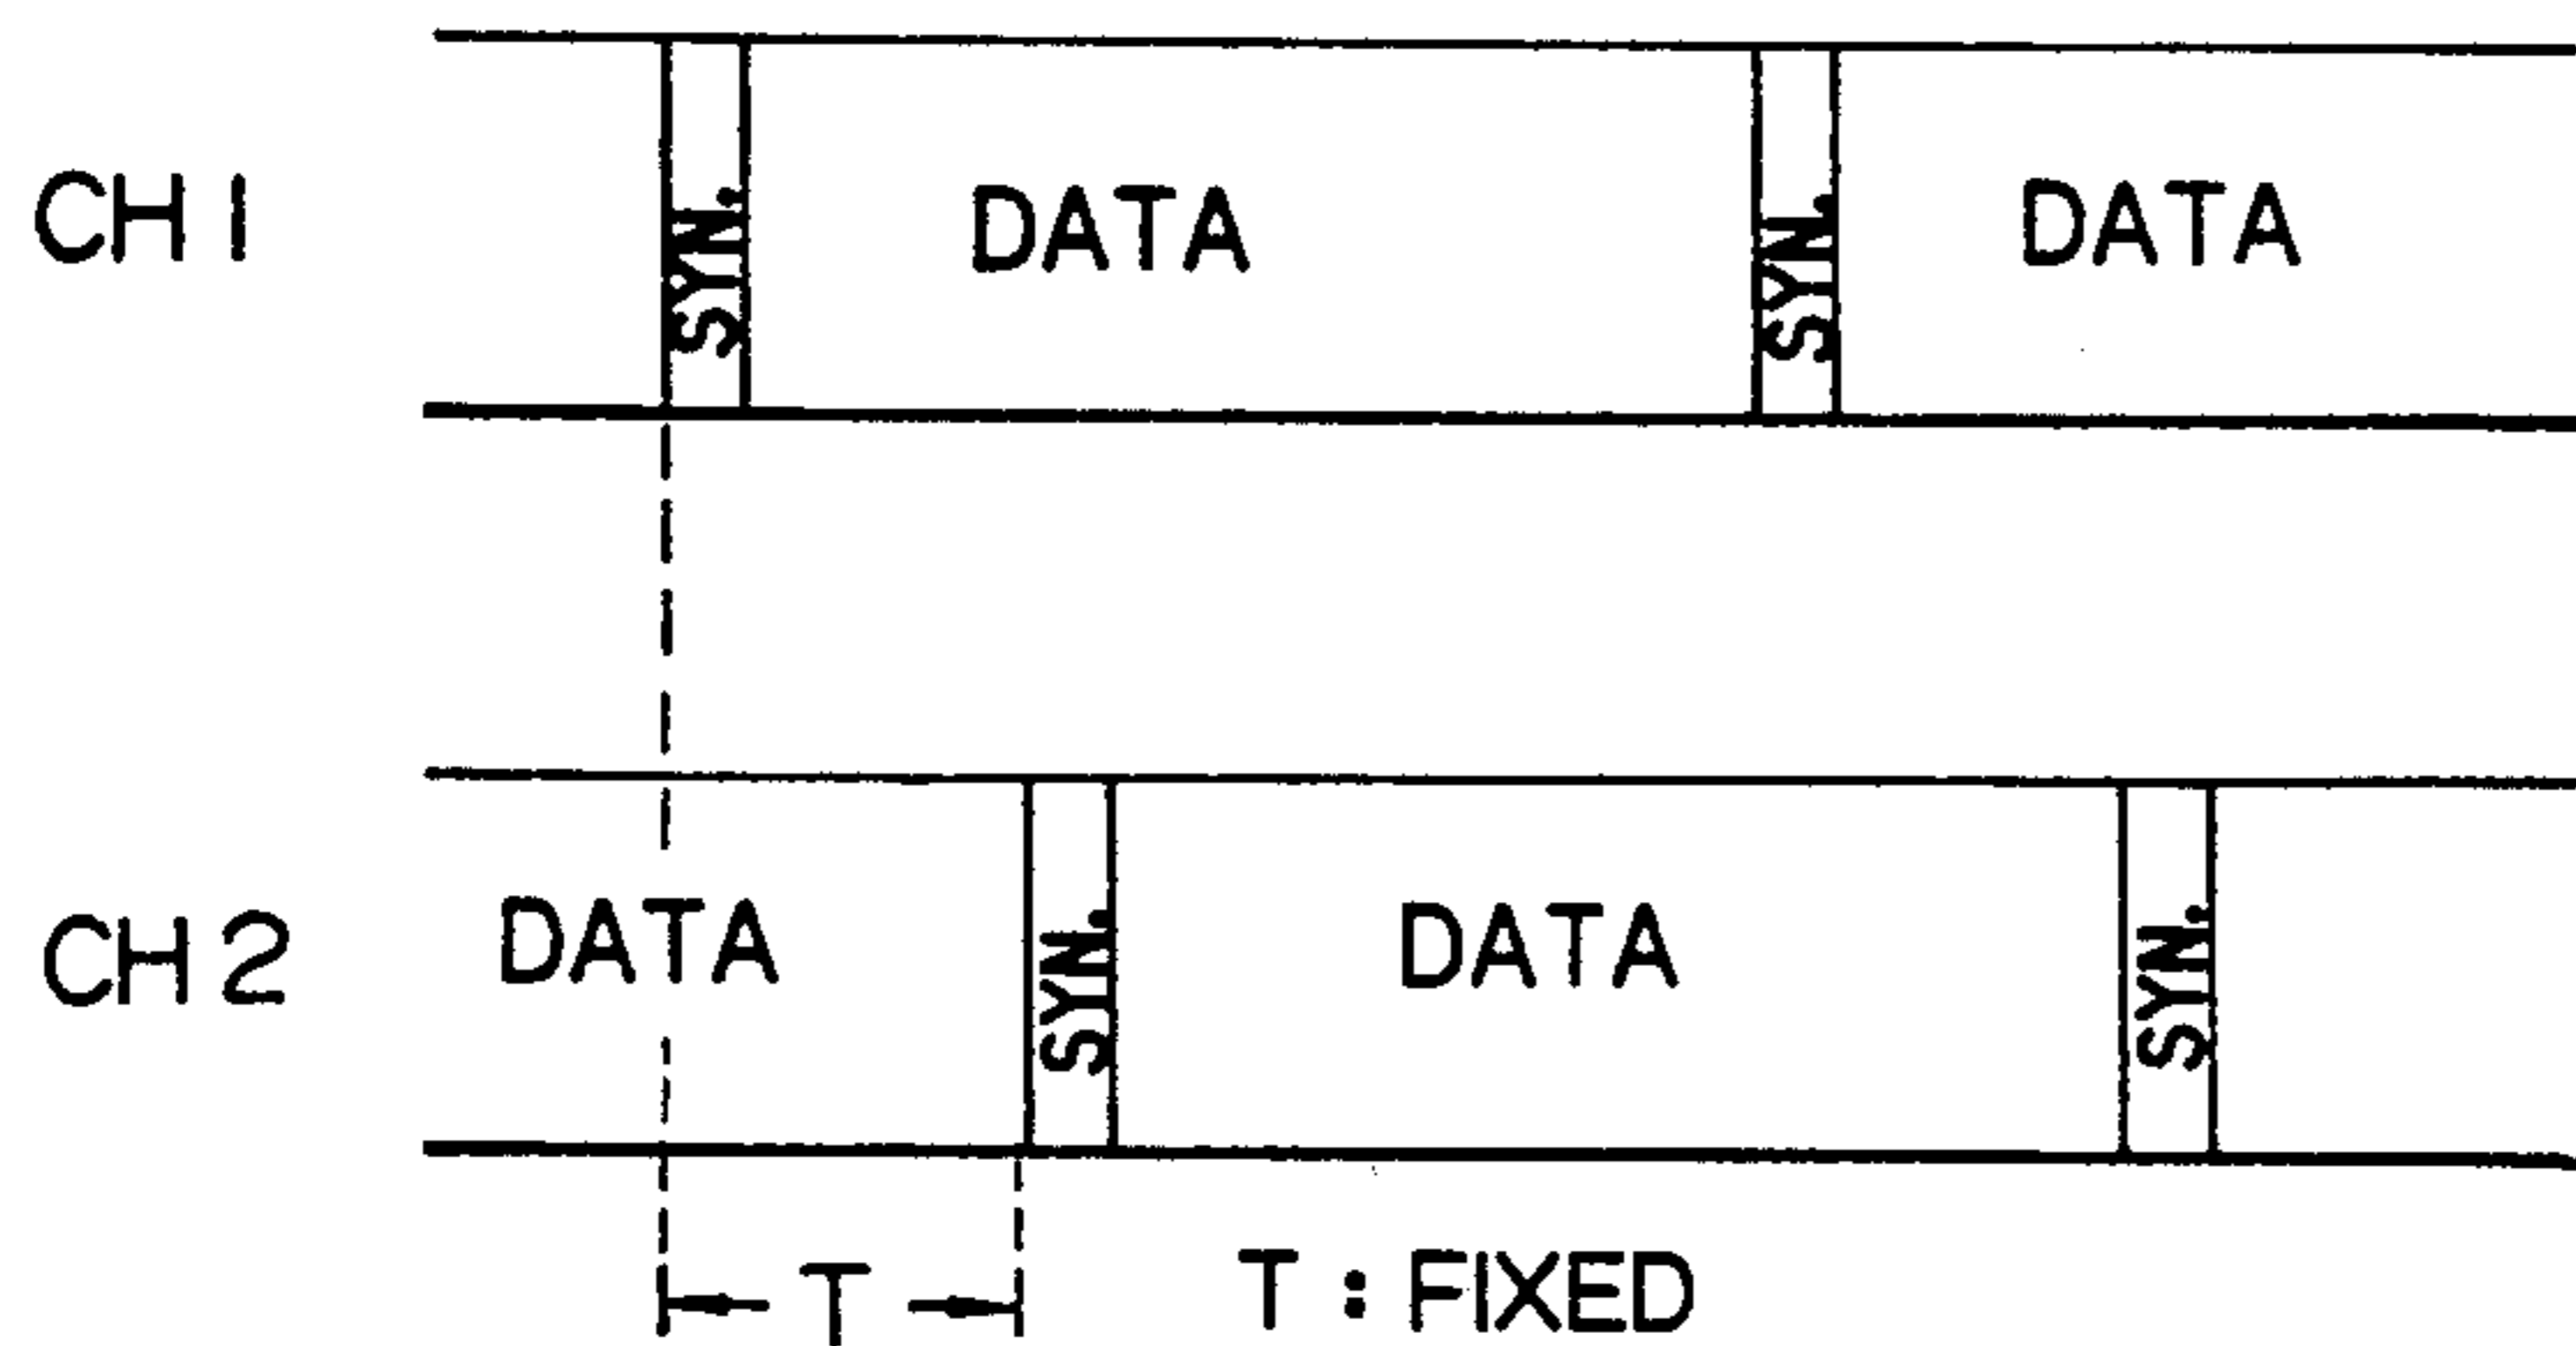 CH 1
SYN.
DATA
SYN.
DATA
CH 2
DATA
SYN.
DATA
SYN.
T
T : FIXED